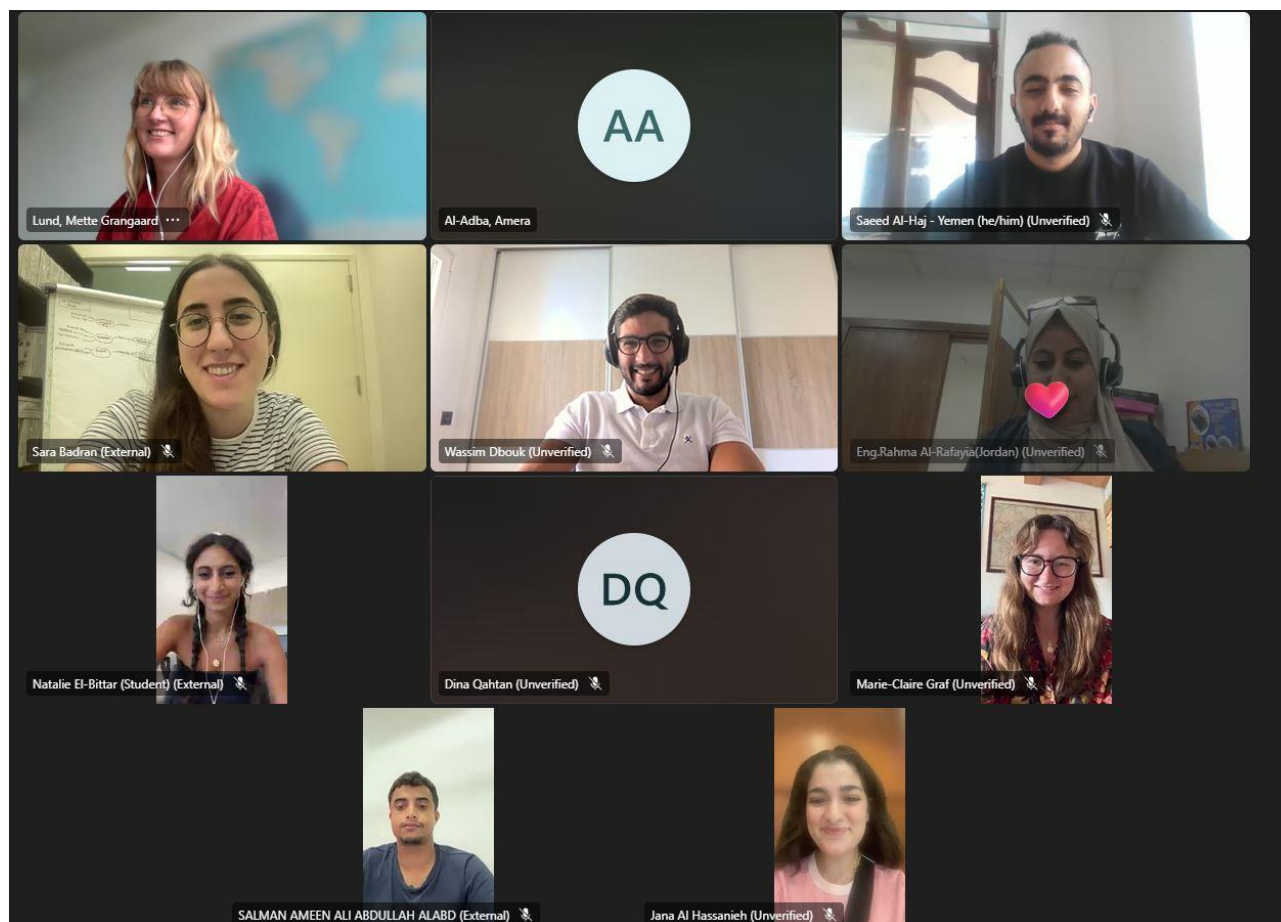 Lund, Mette Grangaard ...
AA
Al-Adba, Amera
Saeed Al-Haj - Yemen (he/him) (Unverified)
Sara Badran (External)
Wassim Dbouk (Unverified)
Eng.Rahma Al-Rafayia(Jordan) (Unverified)
Natalie El-Bittar (Student) (External)
DQ
Dina Qahtan (Unverified)
Marie-Claire Graf (Unverified)
SALMAN AMEEN ALI ABDULLAH ALABD (External)
Jana Al Hassanieh (Unverified)